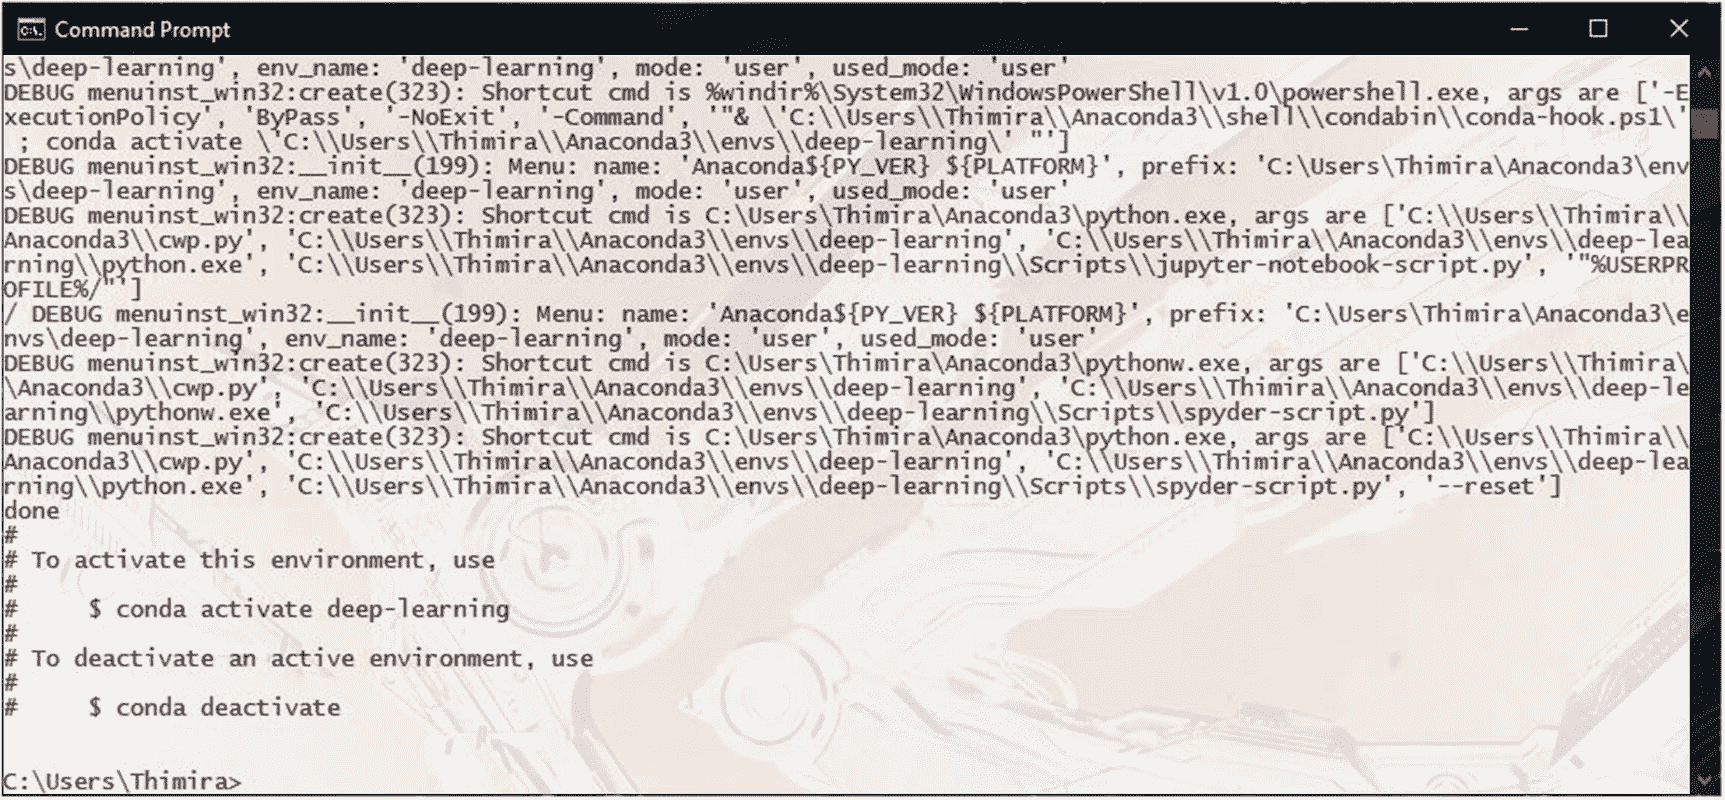 Command Prompt
s\deep-learning', env_name: 'deep-learning', mode: 'user', used_mode: 'user'
DEBUG menuinst_win32:create(323): Shortcut cmd is %windir%\System32\WindowsPowerShell\v1.0\powershell.exe, args are ['-E
xecutionPolicy', 'ByPass', '-NoExit', '-Command', '"& \'C:\\Users\\Thimira\\Anaconda3\\shell\\condabin\\conda-hook.ps1\'
 ; conda activate \'C:\\Users\\Thimira\\Anaconda3\\envs\\deep-learning\' "']
DEBUG menuinst_win32:__init__(199): Menu: name: 'Anaconda${PY_VER} ${PLATFORM}', prefix: 'C:\Users\Thimira\Anaconda3\env
s\deep-learning', env_name: 'deep-learning', mode: 'user', used_mode: 'user'
DEBUG menuinst_win32:create(323): Shortcut cmd is C:\Users\Thimira\Anaconda3\python.exe, args are ['C:\\Users\\Thimira\\
Anaconda3\\cwp.py', 'C:\\Users\\Thimira\\Anaconda3\\envs\\deep-learning', 'C:\\Users\\Thimira\\Anaconda3\\envs\\deep-lea
rning\\python.exe', 'C:\\Users\\Thimira\\Anaconda3\\envs\\deep-learning\\Scripts\\jupyter-notebook-script.py', '"%USERPR
OFILE%/"']
/ DEBUG menuinst_win32:__init__(199): Menu: name: 'Anaconda${PY_VER} ${PLATFORM}', prefix: 'C:\Users\Thimira\Anaconda3\e
nvs\deep-learning', env_name: 'deep-learning', mode: 'user', used_mode: 'user'
DEBUG menuinst_win32:create(323): Shortcut cmd is C:\Users\Thimira\Anaconda3\pythonw.exe, args are ['C:\\Users\\Thimira\
\Anaconda3\\cwp.py', 'C:\\Users\\Thimira\\Anaconda3\\envs\\deep-learning', 'C:\\Users\\Thimira\\Anaconda3\\envs\\deep-le
arning\\pythonw.exe', 'C:\\Users\\Thimira\\Anaconda3\\envs\\deep-learning\\Scripts\\spyder-script.py']
DEBUG menuinst_win32:create(323): Shortcut cmd is C:\Users\Thimira\Anaconda3\python.exe, args are ['C:\\Users\\Thimira\\
Anaconda3\\cwp.py', 'C:\\Users\\Thimira\\Anaconda3\\envs\\deep-learning', 'C:\\Users\\Thimira\\Anaconda3\\envs\\deep-lea
rning\\python.exe', 'C:\\Users\\Thimira\\Anaconda3\\envs\\deep-learning\\Scripts\\spyder-script.py', '--reset']
done
#
# To activate this environment, use
#
#     $ conda activate deep-learning
#
# To deactivate an active environment, use
#
#     $ conda deactivate
C:\Users\Thimira>